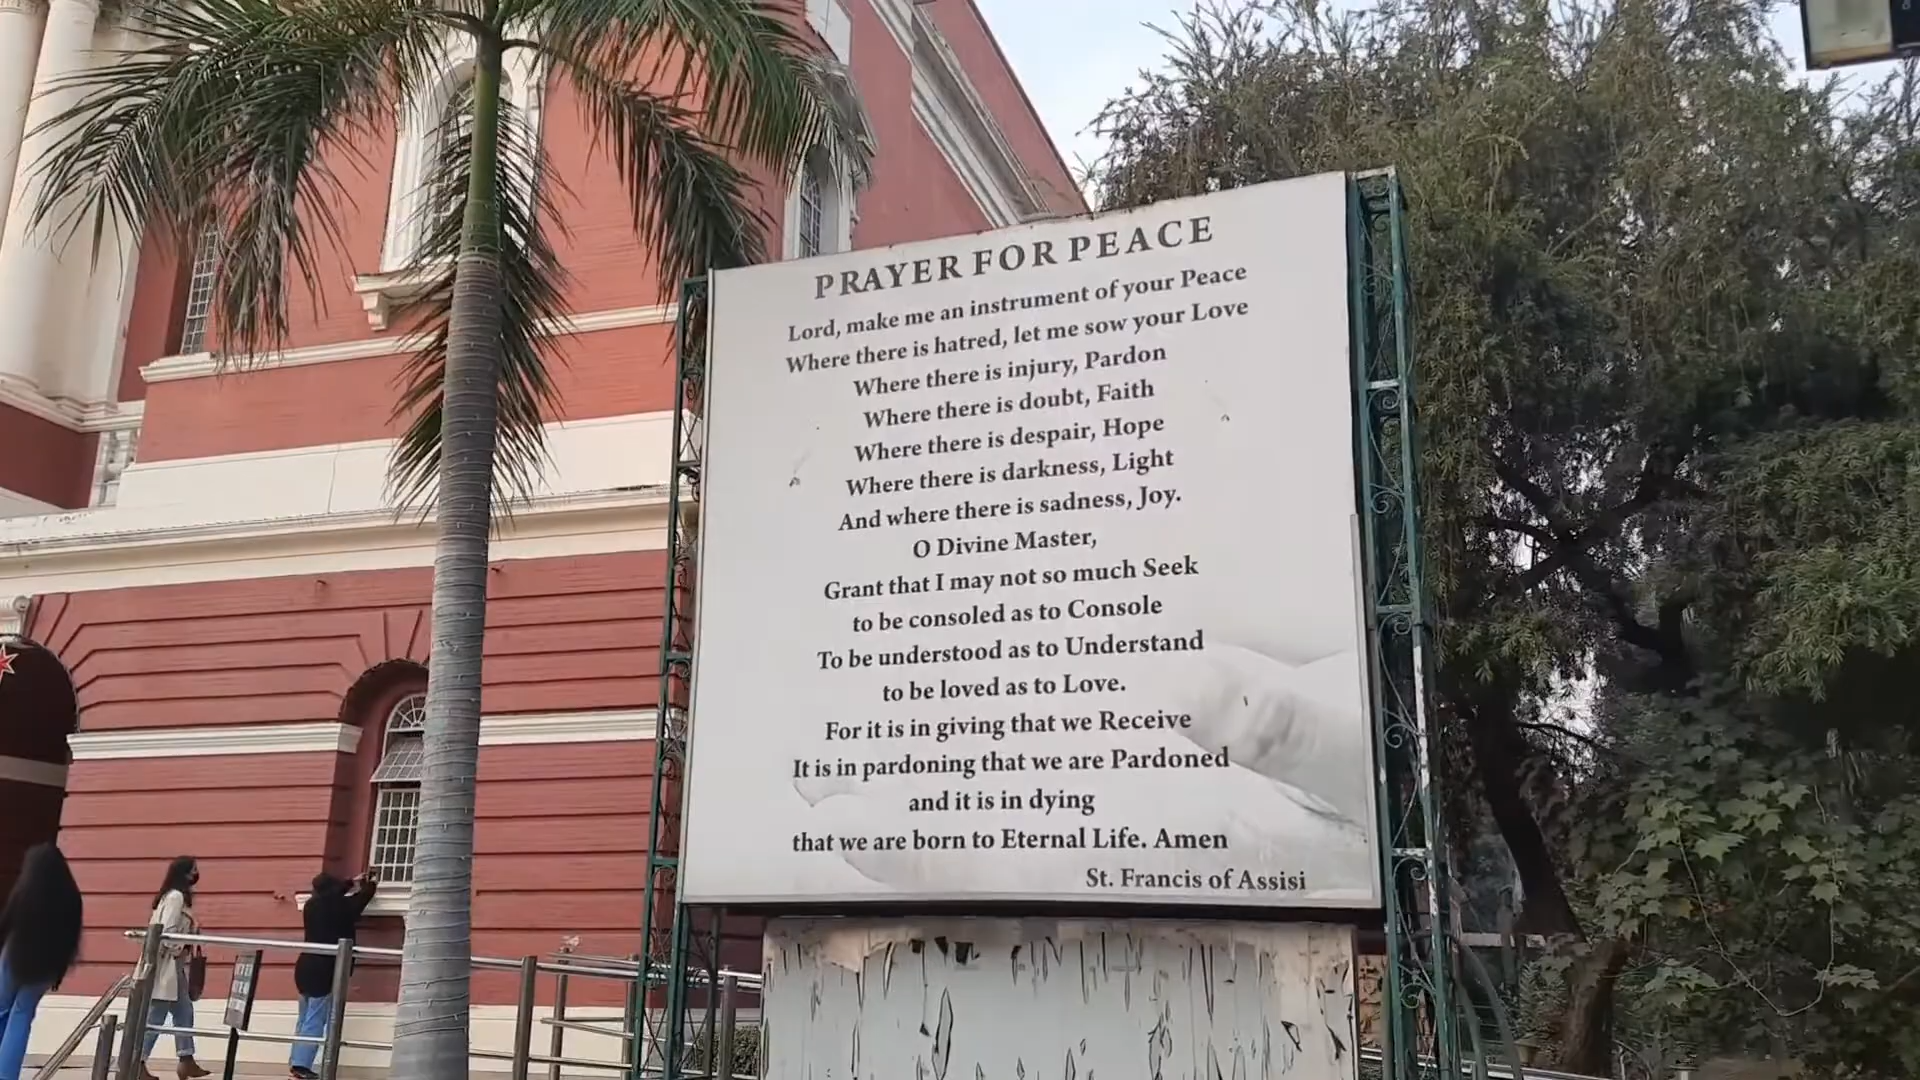 PRAYER FOR PEACE
Lord, make me an instrument of your Peace
Where there is hatred, let me sow your Love
Where there is injury, Pardon
Where there is doubt, Faith
Where there is despair, Hope
Where there is darkness, Light
And where there is sadness, Joy.
O Divine Master,
Grant that I may not so much Seek
to be consoled as to Console
To be understood as to Understand
to be loved as to Love.
For it is in giving that we Receive
It is in pardoning that we are Pardoned
and it is in dying
that we are born to Eternal Life. Amen
St. Francis of Assisi